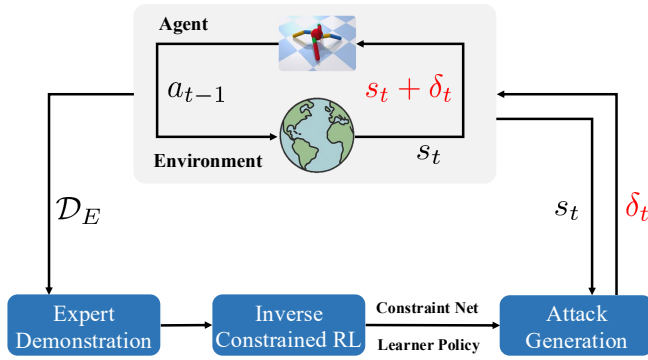 Agent
a_{t−1}
s_t + δ_t
Environment
s_t
𝒟_E
s_t
δ_t
Expert
Demonstration
Inverse
Constrained RL
Constraint Net
Learner Policy
Attack
Generation